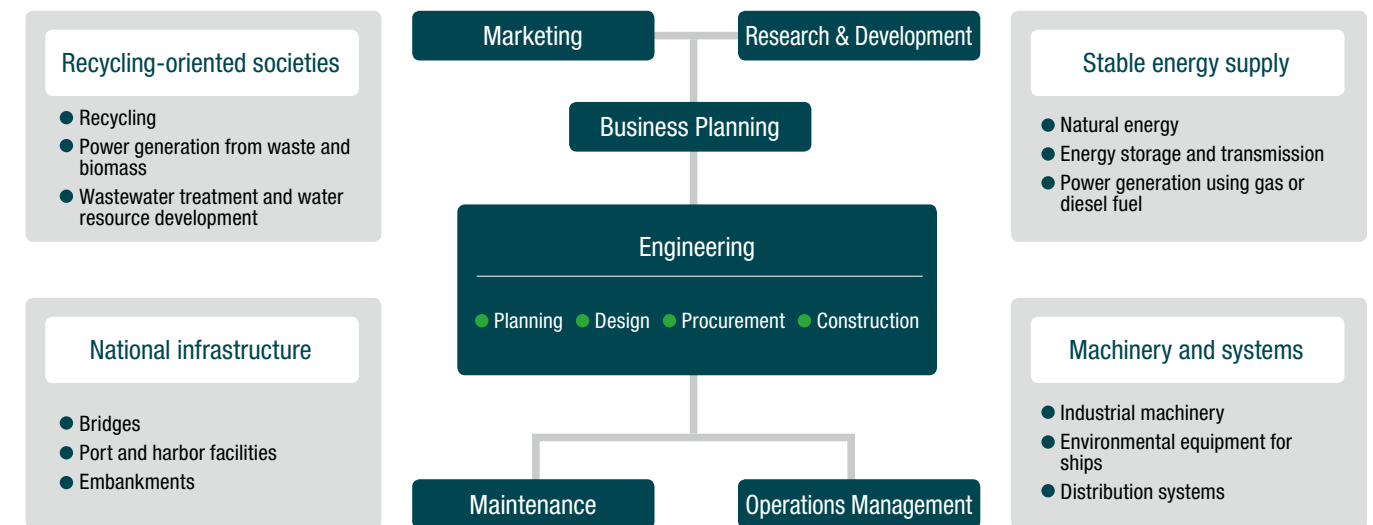 Recycling-oriented societies
Recycling
Power generation from waste and
biomass
Wastewater treatment and water
resource development
National infrastructure
Bridges
Port and harbor facilities
Embankments
Marketing
Research & Development
Business Planning
Engineering
Planning Design Procurement Construction
Maintenance
Operations Management
Stable energy supply
Natural energy
Energy storage and transmission
Power generation using gas or
diesel fuel
Machinery and systems
Industrial machinery
Environmental equipment for
ships
Distribution systems